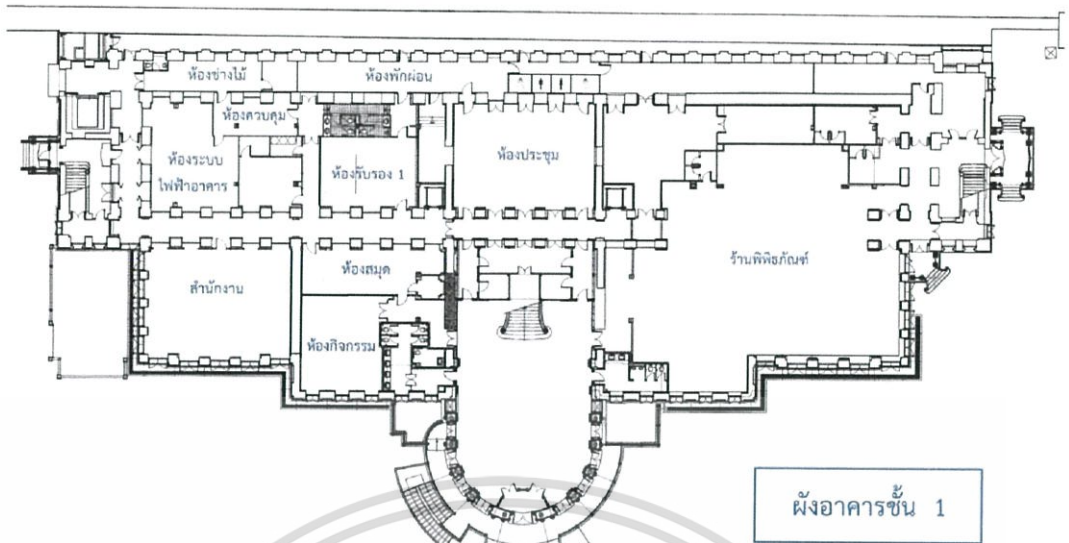 ห้องช่างไม้
ห้องพักผ่อน
ห้องควบคุม
ห้องระบบ
ไฟฟ้าอาคาร
ห้องรับรอง 1
ห้องประชุม
ห้องสมุด
สำนักงาน
ห้องกิจกรรม
ร้านพิพิธภัณฑ์
ผังอาคารชั้น 1